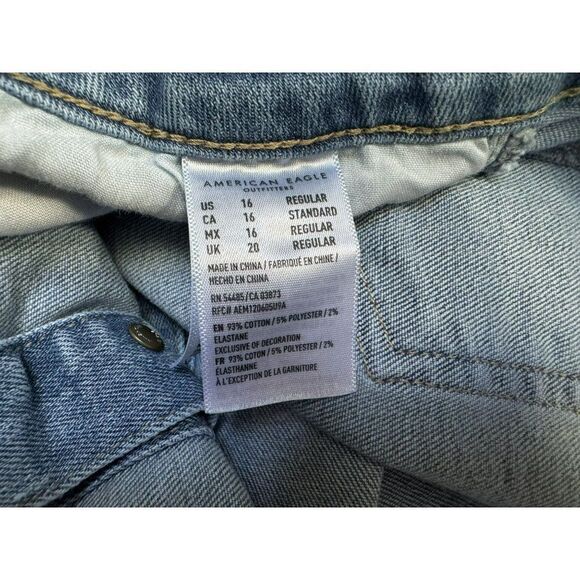 AMERICAN EAGLE
OUTFITTERS
US 16 REGULAR
CA 16 STANDARD
MX 16 REGULAR
UK 20 REGULAR
MADE IN CHINA / FABRIQUÉ EN CHINE /
HECHO EN CHINA
RN 54485/CA 03873
RFC# AEM120605U9A
EN 93% COTTON / 5% POLYESTER / 2%
ELASTANE
EXCLUSIVE OF DECORATION
FR 93% COTON / 5% POLYESTER / 2%
ÉLASTHANNE
À L'EXCEPTION DE LA GARNITURE